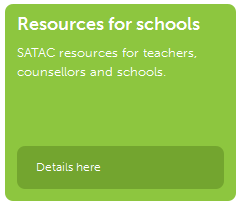 Resources for schools
SATAC resources for teachers,
counsellors and schools.
Details here